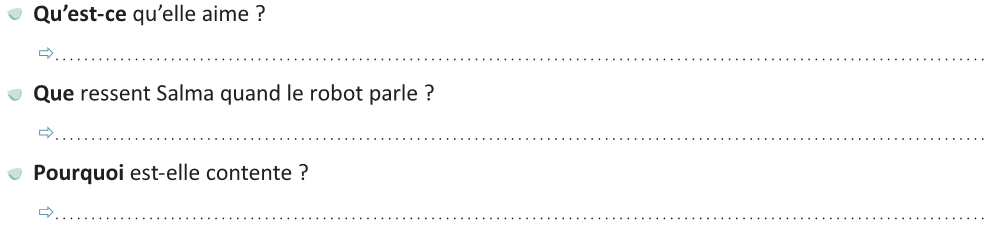 Qu'est-ce qu'elle aime ?
⇨..........................................................................................
Que ressent Salma quand le robot parle ?
⇨..........................................................................................
Pourquoi est-elle contente ?
⇨..........................................................................................